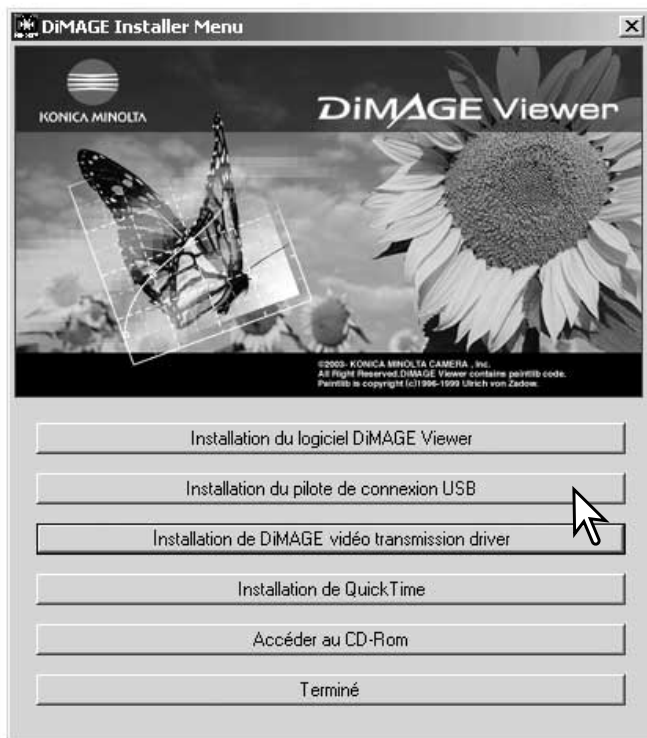 DiMAGE Installer Menu
KONICA MINOLTA
DiMAGE Viewer
©2003- KONICA MINOLTA CAMERA , Inc.
All Right Reserved.DiMAGE Viewer contains paintlib code.
Paintlib is copyright (c)1996-1999 Ulrich von Zadow.
Installation du logiciel DiMAGE Viewer
Installation du pilote de connexion USB
Installation de DiMAGE vidéo transmission driver
Installation de QuickTime
Accéder au CD-Rom
Terminé